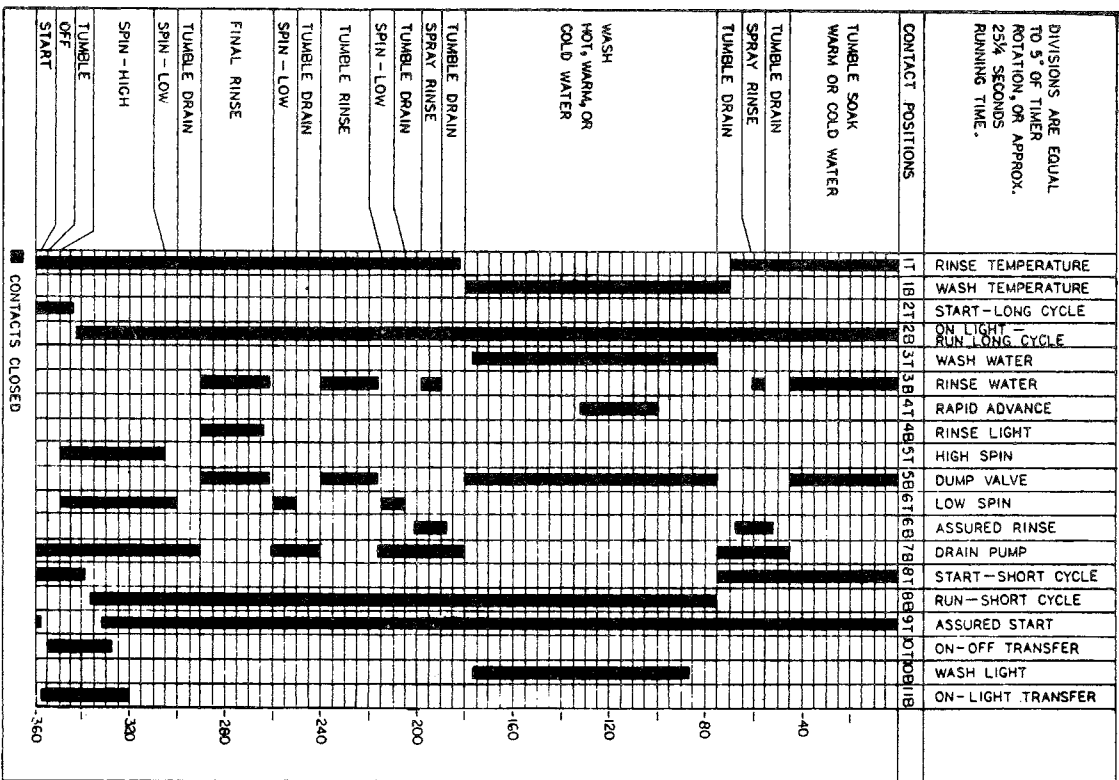 DIVISIONS ARE EQUAL
TO 5° OF TIMER
ROTATION, OR APPROX.
25¼ SECONDS
RUNNING TIME.
CONTACT POSITIONS
TUMBLE SOAK
WARM OR COLD WATER
TUMBLE DRAIN
SPRAY RINSE
TUMBLE DRAIN
WASH
HOT, WARM, OR
COLD WATER
TUMBLE DRAIN
SPRAY RINSE
TUMBLE DRAIN
SPIN-LOW
TUMBLE RINSE
TUMBLE DRAIN
SPIN-LOW
FINAL RINSE
TUMBLE DRAIN
SPIN-LOW
SPIN-HIGH
TUMBLE
OFF
START
1T RINSE TEMPERATURE
1B WASH TEMPERATURE
2T START-LONG CYCLE
2B ON LIGHT -
RUN LONG CYCLE
3T WASH WATER
3B RINSE WATER
4T RAPID ADVANCE
4B RINSE LIGHT
5T HIGH SPIN
5B DUMP VALVE
6T LOW SPIN
6B ASSURED RINSE
7B DRAIN PUMP
8T START-SHORT CYCLE
8B RUN-SHORT CYCLE
9T ASSURED START
10T ON-OFF TRANSFER
10B WASH LIGHT
11B ON-LIGHT TRANSFER
CONTACTS CLOSED
360
320
280
240
200
160
80
40